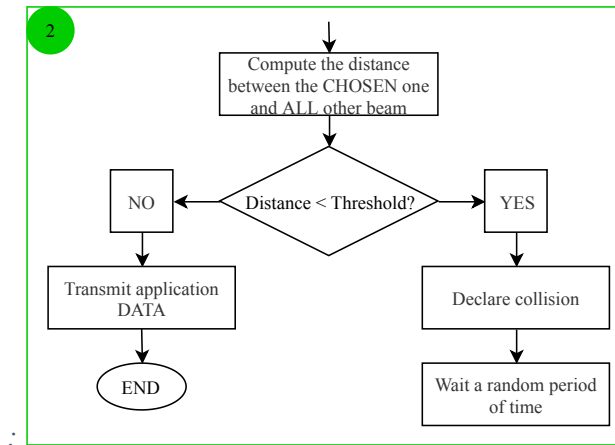 2
Compute the distance
between the CHOSEN one
and ALL other beam
NO
Distance < Threshold?
YES
Transmit application
DATA
Declare collision
END
Wait a random period
of time